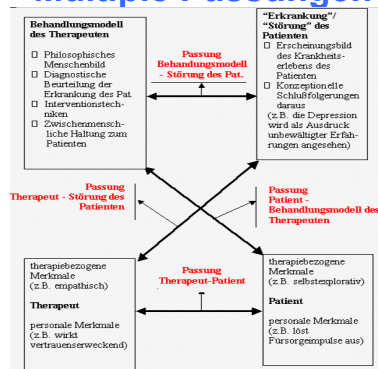 Multiple Passungen
Behandlungsmodell
des Therapeuten
□ Philosophisches
Menschenbild
□ Diagnostische
Beurteilung der
Erkrankung des Pat.
□ Interventionstech-
niken
□ Zwischenmensch-
liche Haltung zum
Patienten
Passung
Behandlungsmodell
- Störung des Pat.
"Erkrankung"/
"Störung" des
Patienten
□ Erscheinungsbild
des Krankheits-
erlebens des
Patienten
□ Konzeptionelle
Schlußfolgerungen
daraus
(z.B. die Depression
wird als Ausdruck
unbewältigter Erfah-
rungen angesehen)
Passung
Therapeut - Störung des
Patienten
Passung
Patient -
Behandlungsmodell des
Therapeuten
therapiebezogene
Merkmale
(z.B. empathisch)
Therapeut
personale Merkmale
(z.B. wirkt
vertrauenserweckend)
Passung
Therapeut-Patient
therapiebezogene
Merkmale
(z.B. selbstexplorativ)
Patient
personale Merkmale
(z.B. löst
Fürsorgeimpulse aus)